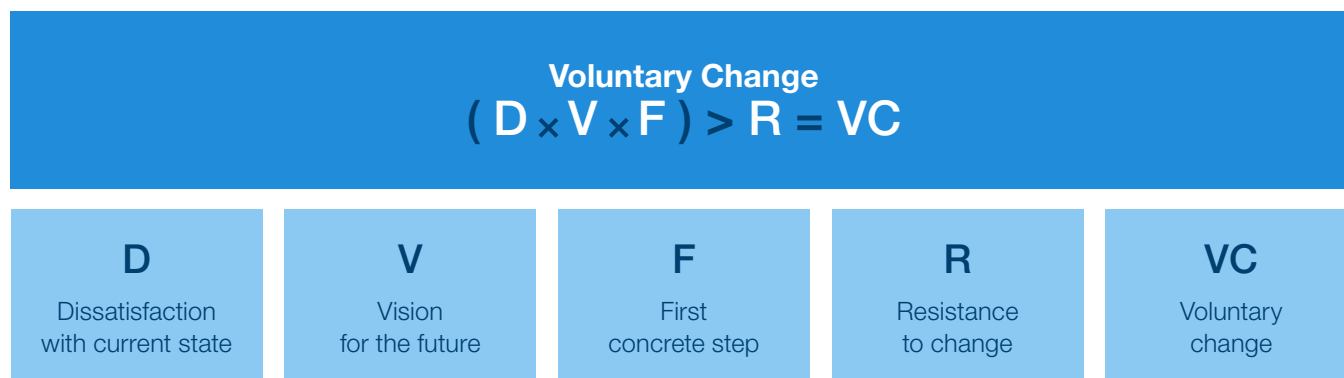 Voluntary Change
( D × V × F ) > R = VC
D
Dissatisfaction
with current state
V
Vision
for the future
F
First
concrete step
R
Resistance
to change
VC
Voluntary
change